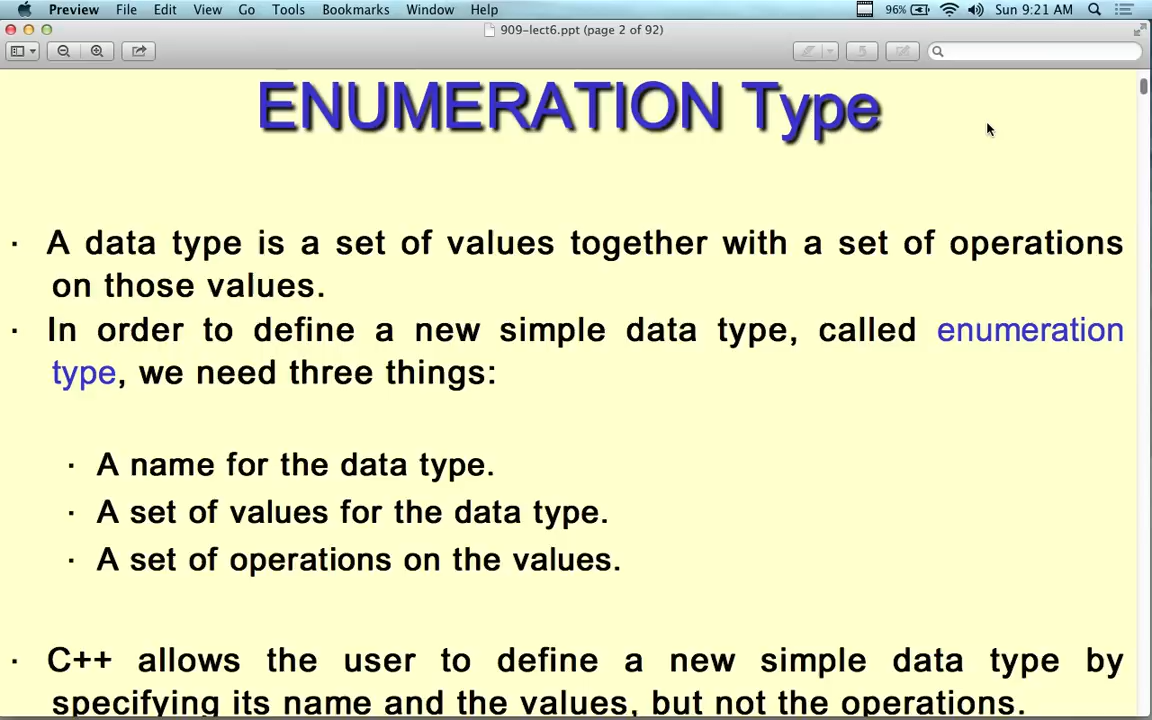 Preview File Edit View Go Tools Bookmarks Window Help 96% Sun 9:21 AM
909-lect6.ppt (page 2 of 92)
ENUMERATION Type
· A data type is a set of values together with a set of operations
on those values.
· In order to define a new simple data type, called enumeration
type, we need three things:
· A name for the data type.
· A set of values for the data type.
· A set of operations on the values.
· C++ allows the user to define a new simple data type by
specifying its name and the values, but not the operations.